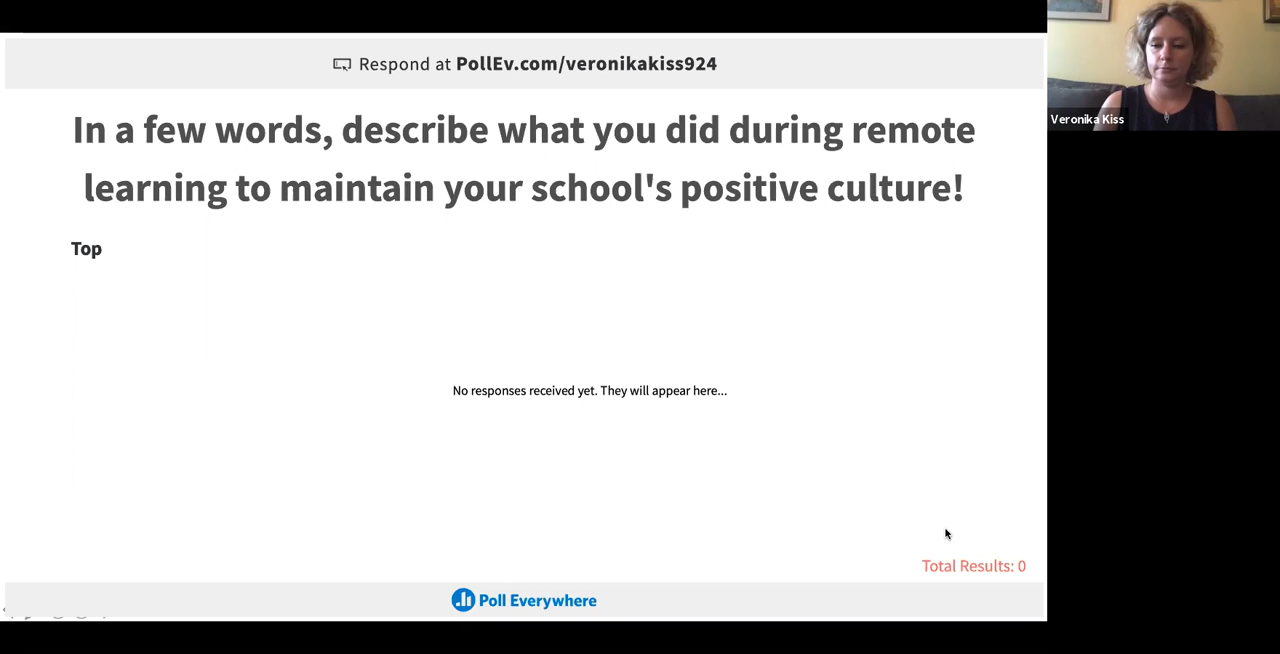 Respond at PollEv.com/veronikakiss924
In a few words, describe what you did during remote
learning to maintain your school's positive culture!
Top
No responses received yet. They will appear here...
Total Results: 0
Poll Everywhere
Veronika Kiss